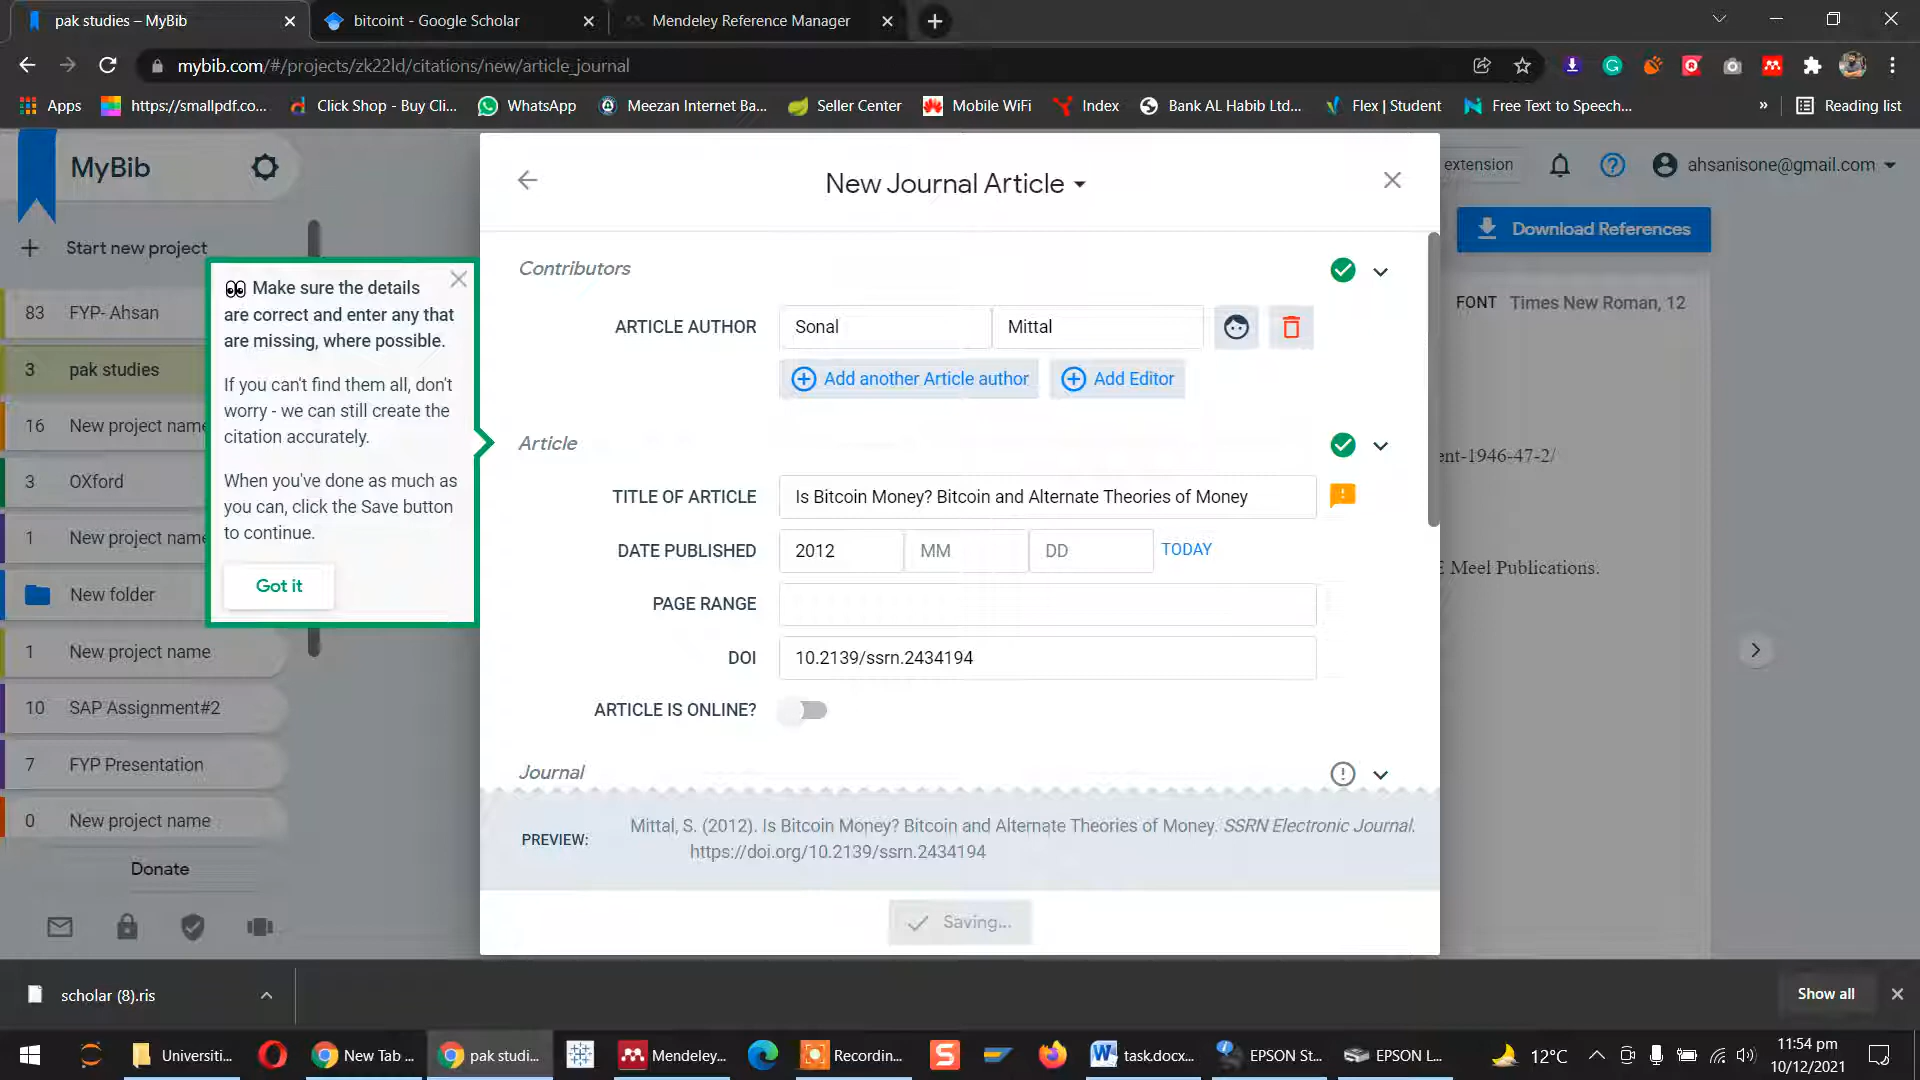 pak studies – MyBib
bitcoint - Google Scholar
Mendeley Reference Manager
mybib.com/#/projects/zk22ld/citations/new/article_journal
Apps
https://smallpdf.co...
Click Shop - Buy Cli...
WhatsApp
Meezan Internet Ba...
Seller Center
Mobile WiFi
Index
Bank AL Habib Ltd...
Flex | Student
Free Text to Speech...
»
Reading list
MyBib
New Journal Article
extension
ahsanisone@gmail.com
Download References
Start new project
FONT Times New Roman, 12
83 FYP- Ahsan
3 pak studies
16 New project name
3 OXford
1 New project name
New folder
1 New project name
10 SAP Assignment#2
7 FYP Presentation
0 New project name
Donate
Make sure the details
are correct and enter any that
are missing, where possible.
If you can't find them all, don't
worry - we can still create the
citation accurately.
When you've done as much as
you can, click the Save button
to continue.
Got it
Contributors
ARTICLE AUTHOR Sonal Mittal
Add another Article author Add Editor
Article
TITLE OF ARTICLE Is Bitcoin Money? Bitcoin and Alternate Theories of Money
DATE PUBLISHED 2012 MM DD TODAY
PAGE RANGE
DOI 10.2139/ssrn.2434194
ARTICLE IS ONLINE?
Journal
PREVIEW: Mittal, S. (2012). Is Bitcoin Money? Bitcoin and Alternate Theories of Money. SSRN Electronic Journal.
https://doi.org/10.2139/ssrn.2434194
Saving...
ent-1946-47-2/
E Meel Publications.
scholar (8).ris
Show all
Universiti...
New Tab ...
pak studi...
Mendeley...
Recordin...
task.docx...
EPSON St...
EPSON L...
12°C
11:54 pm
10/12/2021